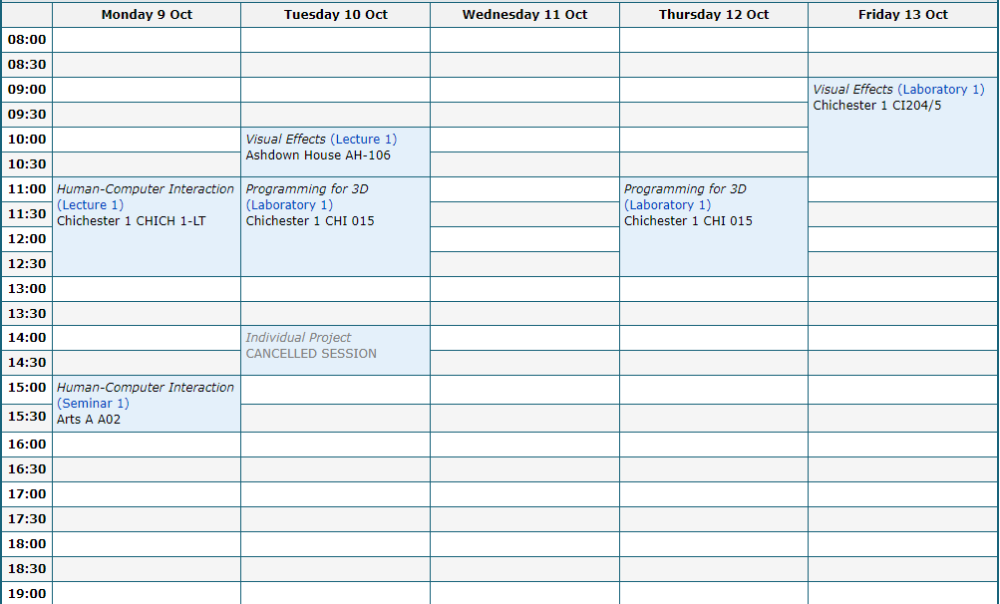 Monday 9 Oct Tuesday 10 Oct Wednesday 11 Oct Thursday 12 Oct Friday 13 Oct
08:00
08:30
09:00 Visual Effects (Laboratory 1)
Chichester 1 CI204/5
09:30
10:00 Visual Effects (Lecture 1)
Ashdown House AH-106
10:30
11:00 Human-Computer Interaction
(Lecture 1)
Chichester 1 CHICH 1-LT
Programming for 3D
(Laboratory 1)
Chichester 1 CHI 015
Programming for 3D
(Laboratory 1)
Chichester 1 CHI 015
11:30
12:00
12:30
13:00
13:30
14:00 Individual Project
CANCELLED SESSION
14:30
15:00 Human-Computer Interaction
(Seminar 1)
Arts A A02
15:30
16:00
16:30
17:00
17:30
18:00
18:30
19:00